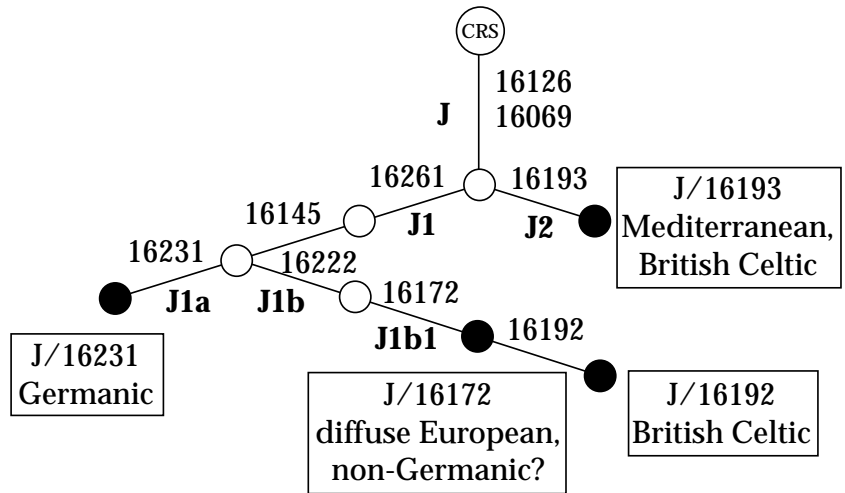 CRS
16126
J
16069
16261
16193
J/16193
Mediterranean,
British Celtic
16145
J1
J2
16231
16222
J1a
J1b
16172
J1b1
16192
J/16231
Germanic
J/16172
diffuse European,
non-Germanic?
J/16192
British Celtic